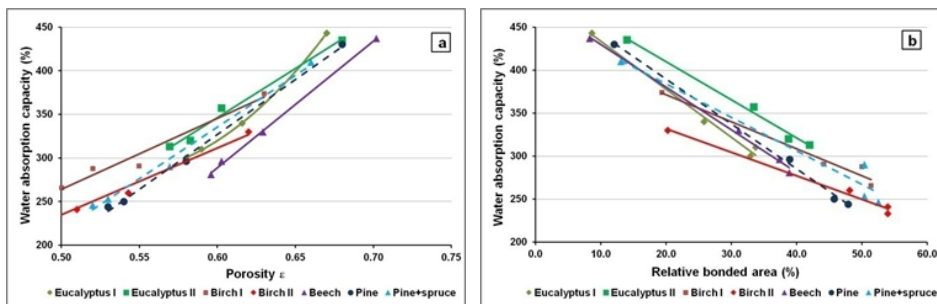 a
Water absorption capacity (%)
450
400
350
300
250
200
0.50 0.55 0.60 0.65 0.70 0.75
Porosity ε
Eucalyptus I Eucalyptus II Birch I Birch II Beech Pine Pine+spruce
b
Water absorption capacity (%)
450
400
350
300
250
200
0.0 10.0 20.0 30.0 40.0 50.0 60.0
Relative bonded area (%)
Eucalyptus I Eucalyptus II Birch I Birch II Beech Pine Pine+spruce